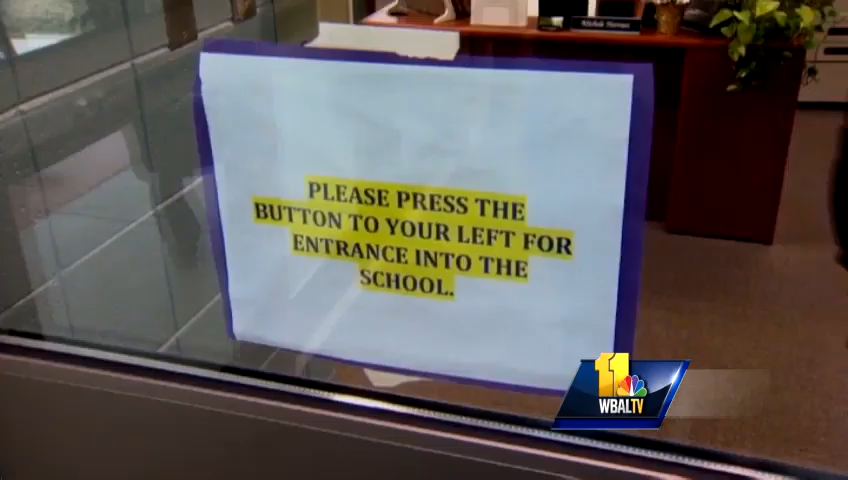 PLEASE PRESS THE
BUTTON TO YOUR LEFT FOR
ENTRANCE INTO THE
SCHOOL.
11
WBALTV